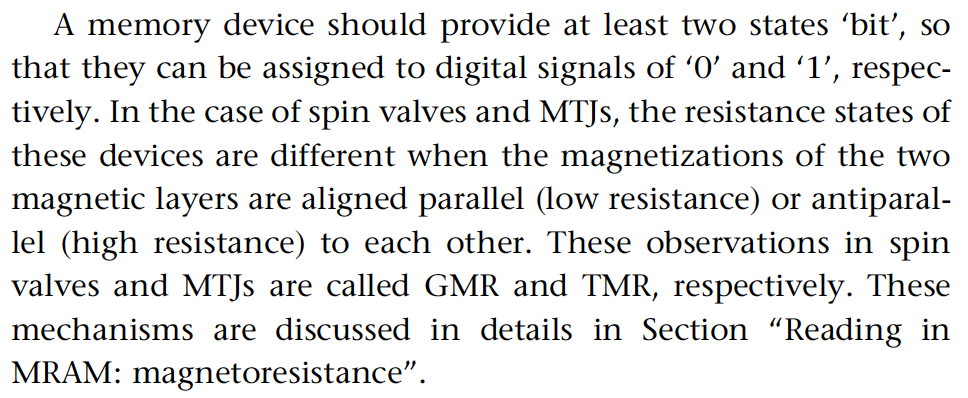 A memory device should provide at least two states ‘bit’, so
that they can be assigned to digital signals of ‘0’ and ‘1’, respec-
tively. In the case of spin valves and MTJs, the resistance states of
these devices are different when the magnetizations of the two
magnetic layers are aligned parallel (low resistance) or antiparal-
lel (high resistance) to each other. These observations in spin
valves and MTJs are called GMR and TMR, respectively. These
mechanisms are discussed in details in Section “Reading in
MRAM: magnetoresistance”.